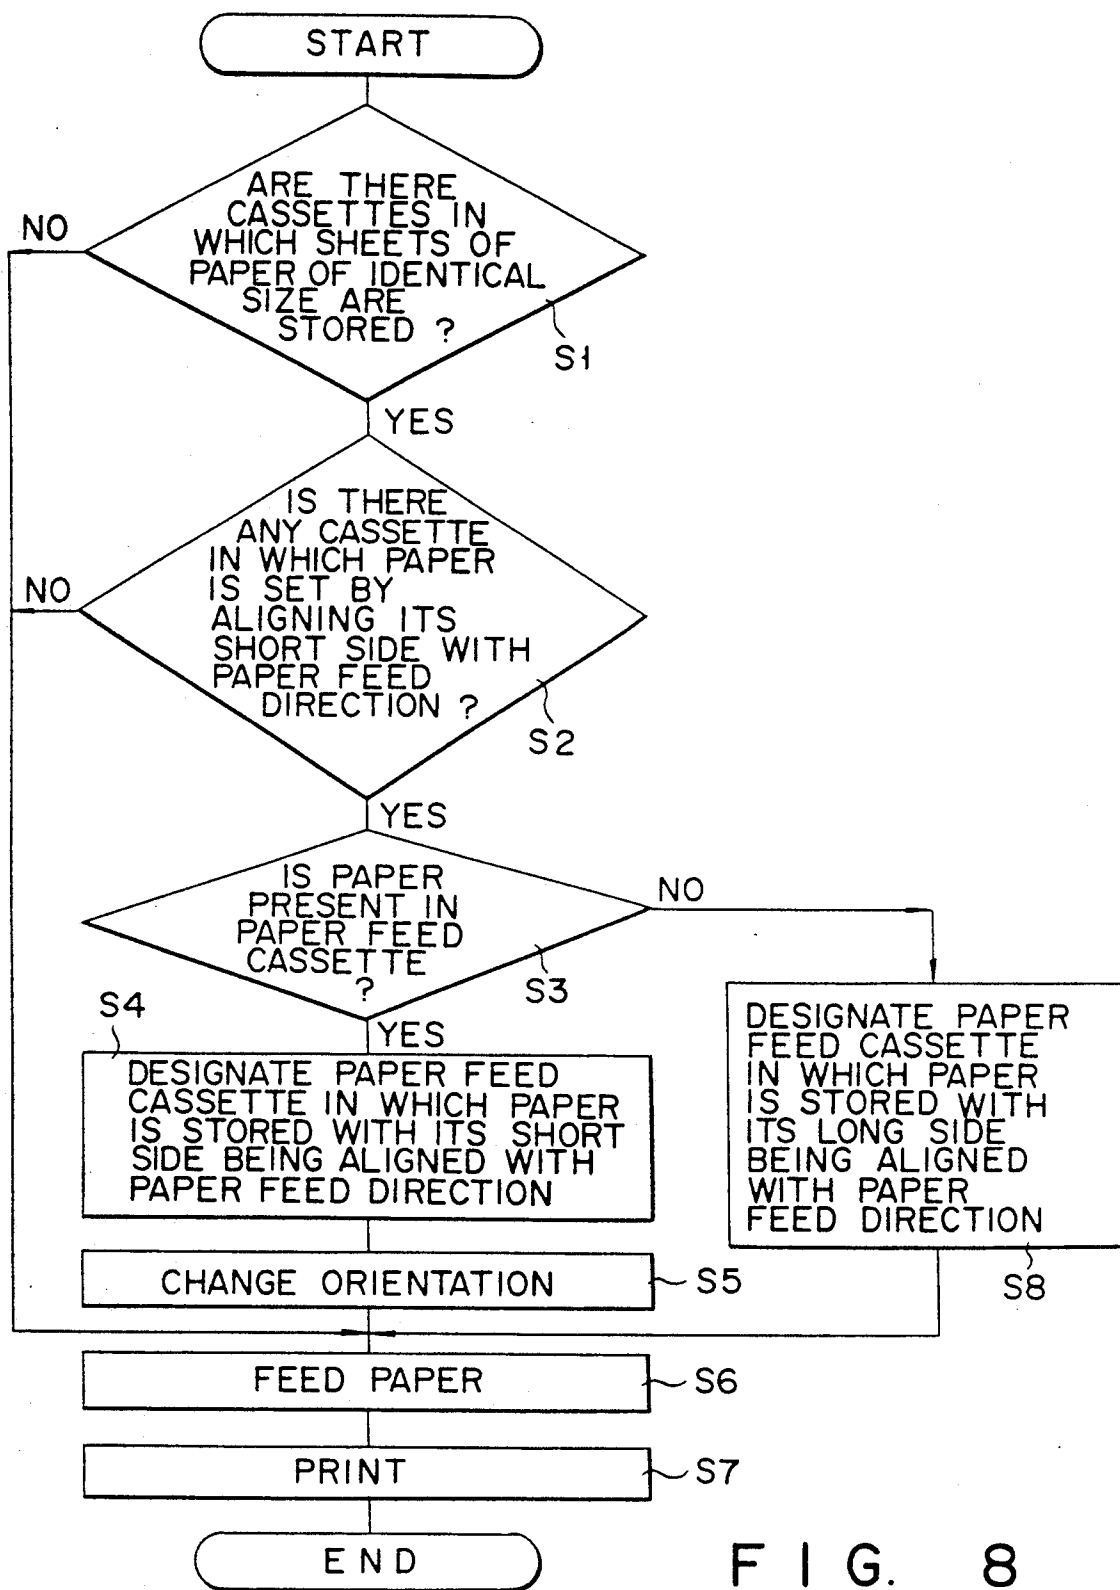 START
ARE THERE
CASSETTES IN
WHICH SHEETS OF
PAPER OF IDENTICAL
SIZE ARE
STORED ?
NO
S1
YES
IS THERE
ANY CASSETTE
IN WHICH PAPER
IS SET BY
ALIGNING ITS
SHORT SIDE WITH
PAPER FEED
DIRECTION ?
NO
S2
YES
IS PAPER
PRESENT IN
PAPER FEED
CASSETTE
?
NO
S3
YES
S4
DESIGNATE PAPER FEED
CASSETTE IN WHICH PAPER
IS STORED WITH ITS SHORT
SIDE BEING ALIGNED WITH
PAPER FEED DIRECTION
DESIGNATE PAPER
FEED CASSETTE
IN WHICH PAPER
IS STORED WITH
ITS LONG SIDE
BEING ALIGNED
WITH PAPER
FEED DIRECTION
S8
CHANGE ORIENTATION
S5
FEED PAPER
S6
PRINT
S7
END
FIG. 8